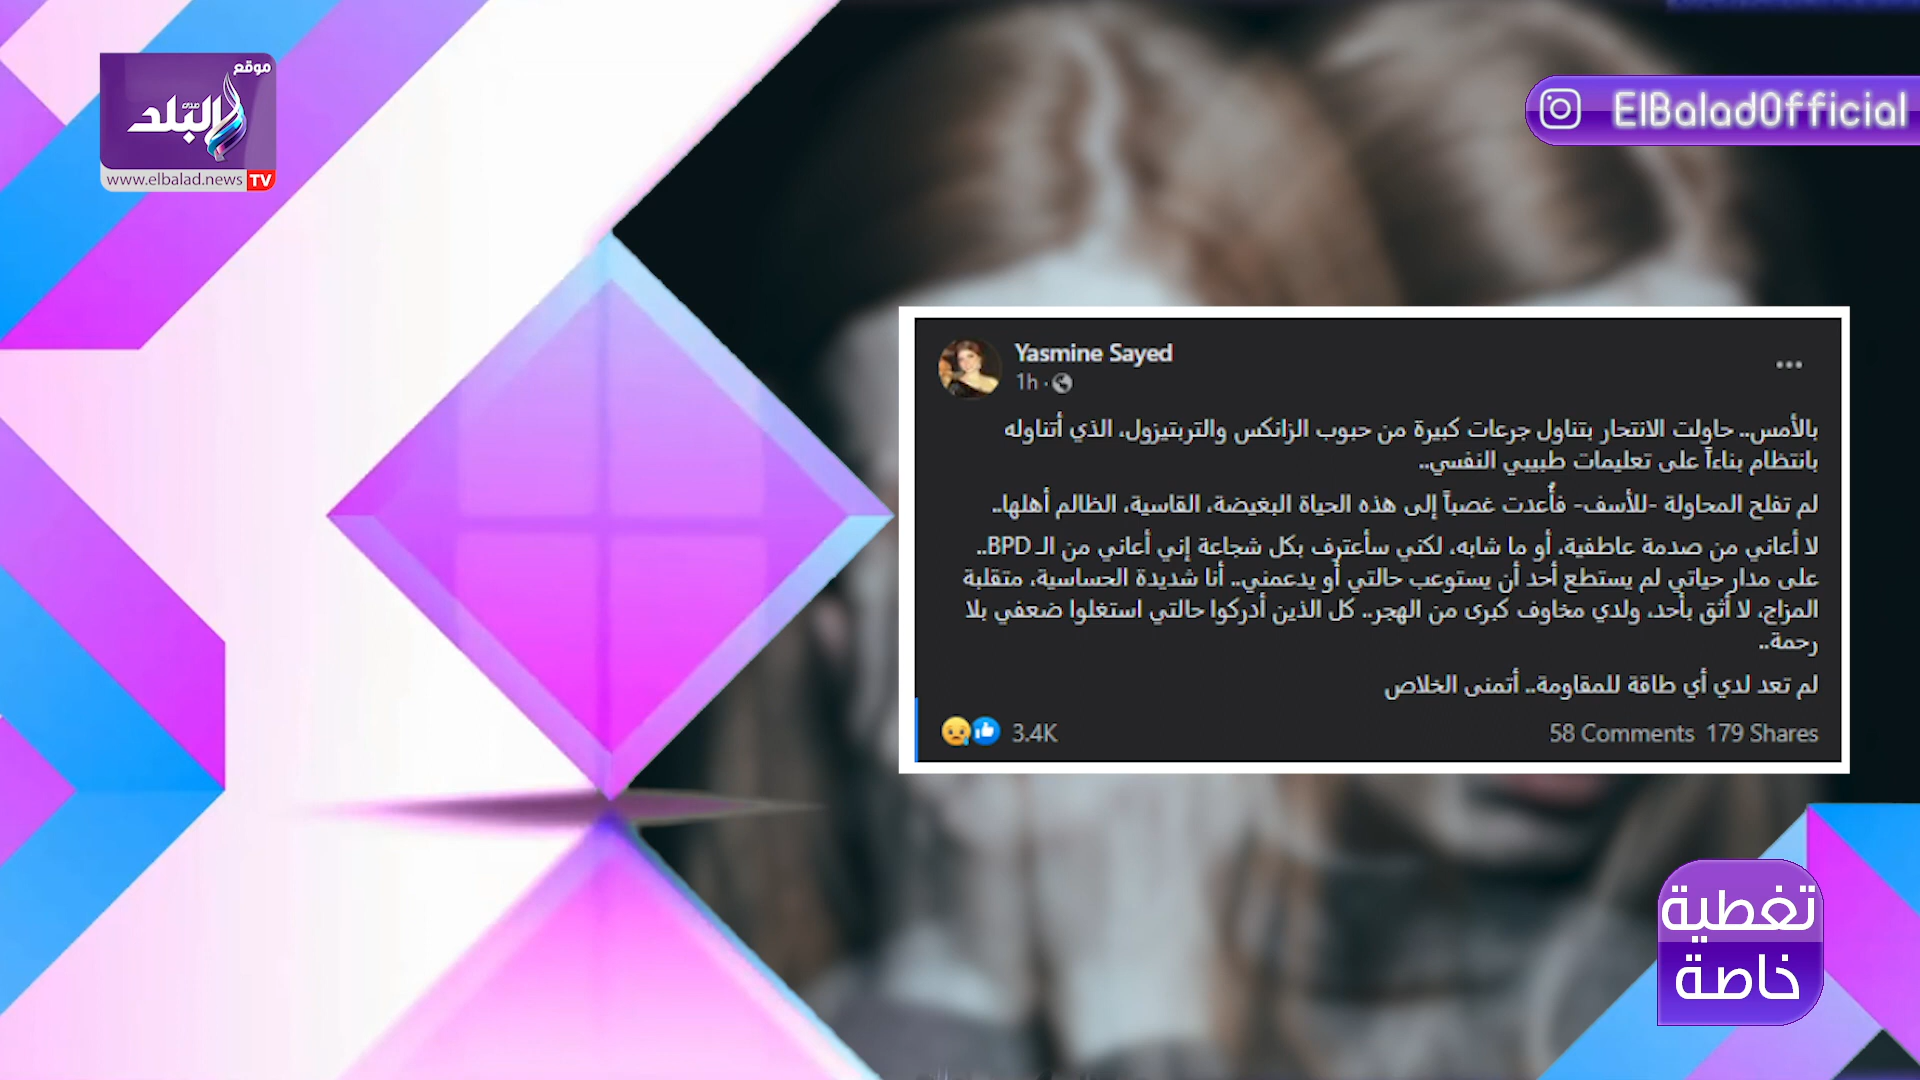 موقع
صدى البلد
www.elbalad.news TV
ElBaladOfficial
Yasmine Sayed
1h ·
بالأمس.. حاولت الانتحار بتناول جرعات كبيرة من حبوب الزانكس والتربتيزول، الذي أتناوله
بانتظام بناءاً على تعليمات طبيبي النفسي..
لم تفلح المحاولة -للأسف- فأُعدت غصباً إلى هذه الحياة البغيضة، القاسية، الظالم أهلها..
لا أعاني من صدمة عاطفية، أو ما شابه، لكني سأعترف بكل شجاعة إني أعاني من الـ BPD..
على مدار حياتي لم يستطع أحد أن يستوعب حالتي أو يدعمني.. أنا شديدة الحساسية، متقلبة
المزاج، لا أثق بأحد، ولدي مخاوف كبرى من الهجر.. كل الذين أدركوا حالتي استغلوا ضعفي بلا
رحمة..
لم تعد لدي أي طاقة للمقاومة.. أتمنى الخلاص
3.4K
58 Comments 179 Shares
تغطية
خاصة